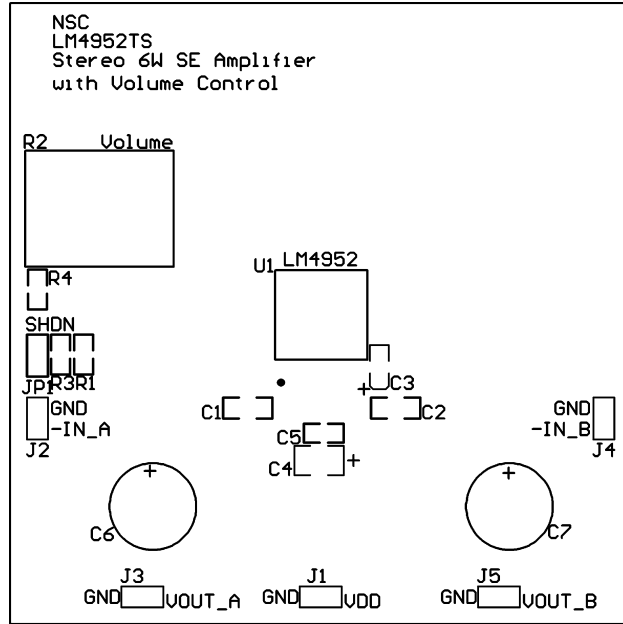 NSC
LM4952TS
Stereo 6W SE Amplifier
with Volume Control
R2 Volume
R4
U1 LM4952
SHDN
JP1 R3 R1
C3
GND
-IN_A
J2
C1
C2
C5
C4
GND
-IN_B
J4
C6
C7
J3
GND VOUT_A
J1
GND VDD
J5
GND VOUT_B